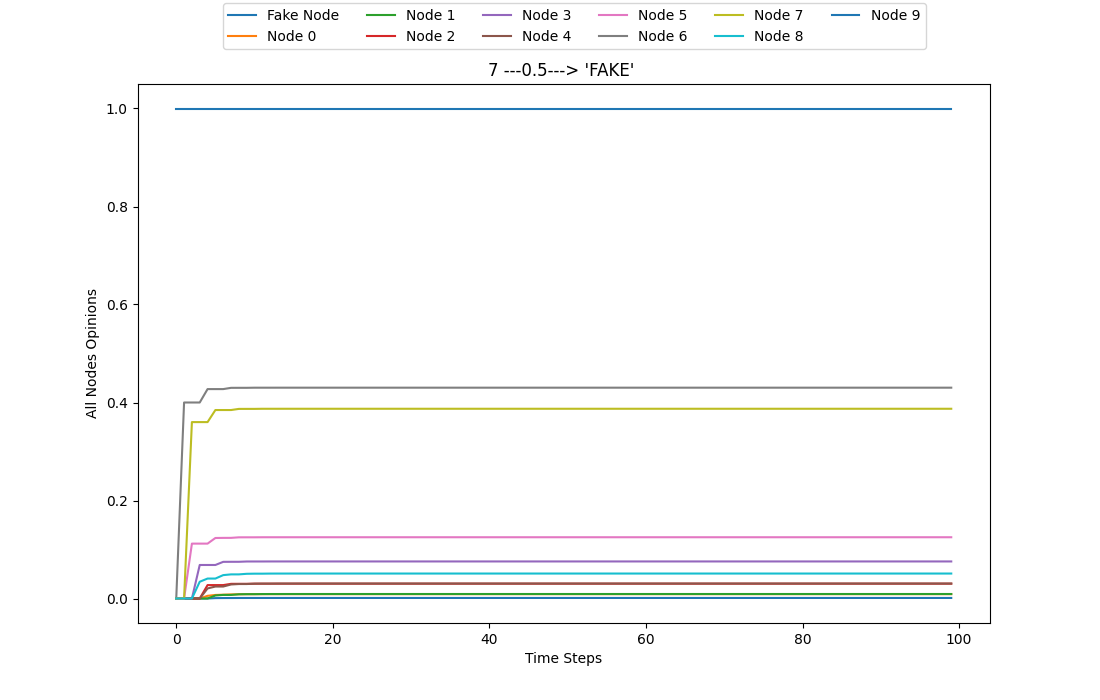 Fake Node Node 1 Node 3 Node 5 Node 7 Node 9
Node 0 Node 2 Node 4 Node 6 Node 8
7 ---0.5---> 'FAKE'
1.0
0.8
0.6
0.4
0.2
0.0
All Nodes Opinions
0 20 40 60 80 100
Time Steps